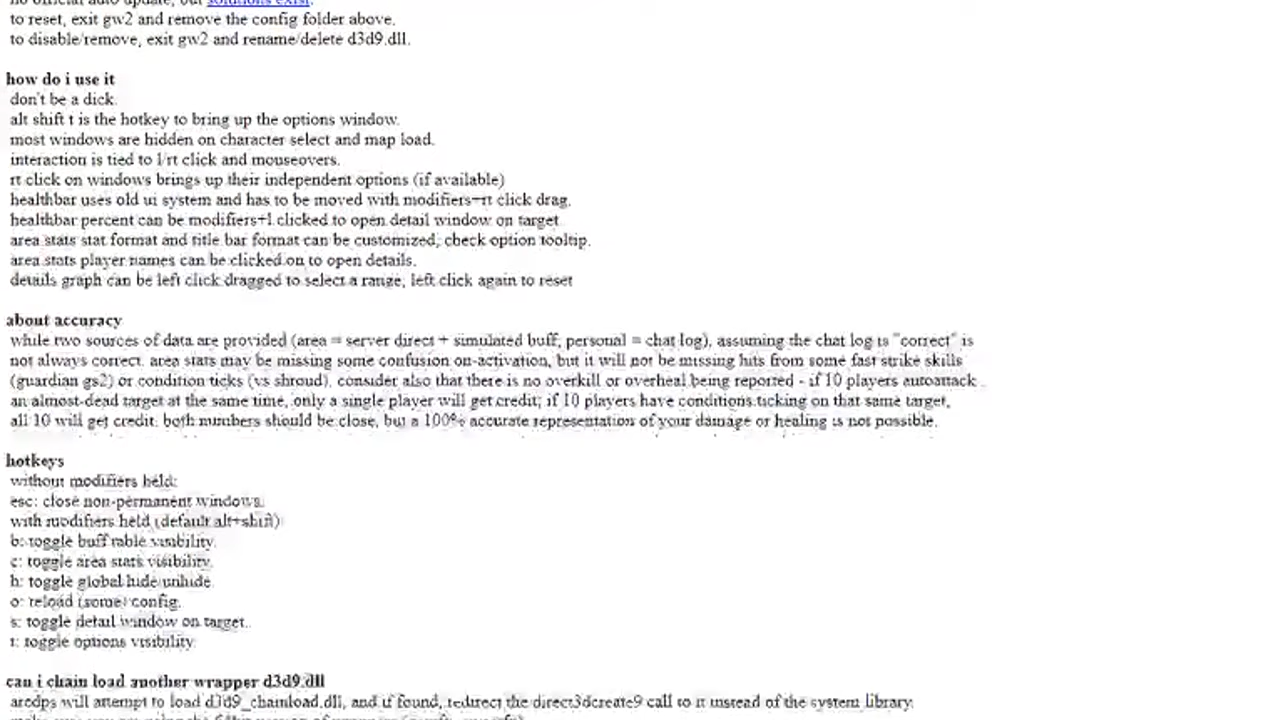 no official auto update, but solutions exist.
to reset, exit gw2 and remove the config folder above.
to disable/remove, exit gw2 and rename/delete d3d9.dll.
how do i use it
don't be a dick.
alt shift t is the hotkey to bring up the options window.
most windows are hidden on character select and map load.
interaction is tied to l/rt click and mouseovers.
rt click on windows brings up their independent options (if available)
healthbar uses old ui system and has to be moved with modifiers+rt click drag.
healthbar percent can be modifiers+l clicked to open detail window on target
area stats stat format and title bar format can be customized, check option tooltip.
area stats player names can be clicked on to open details.
details graph can be left click dragged to select a range, left click again to reset
about accuracy
while two sources of data are provided (area = server direct + simulated buff, personal = chat log), assuming the chat log is "correct" is
not always correct. area stats may be missing some confusion on-activation, but it will not be missing hits from some fast strike skills
(guardian gs2) or condition ticks (vs shroud). consider also that there is no overkill or overheal being reported - if 10 players autoattack
an almost-dead target at the same time, only a single player will get credit; if 10 players have conditions ticking on that same target,
all 10 will get credit. both numbers should be close, but a 100% accurate representation of your damage or healing is not possible.
hotkeys
without modifiers held:
esc: close non-permanent windows.
with modifiers held (default alt+shift)
b: toggle buff table visibility.
c: toggle area stats visibility.
h: toggle global hide/unhide.
o: reload (some) config.
s: toggle detail window on target.
t: toggle options visibility.
can i chain load another wrapper d3d9.dll
arcdps will attempt to load d3d9_chainload.dll, and if found, redirect the direct3dcreate9 call to it instead of the system library.